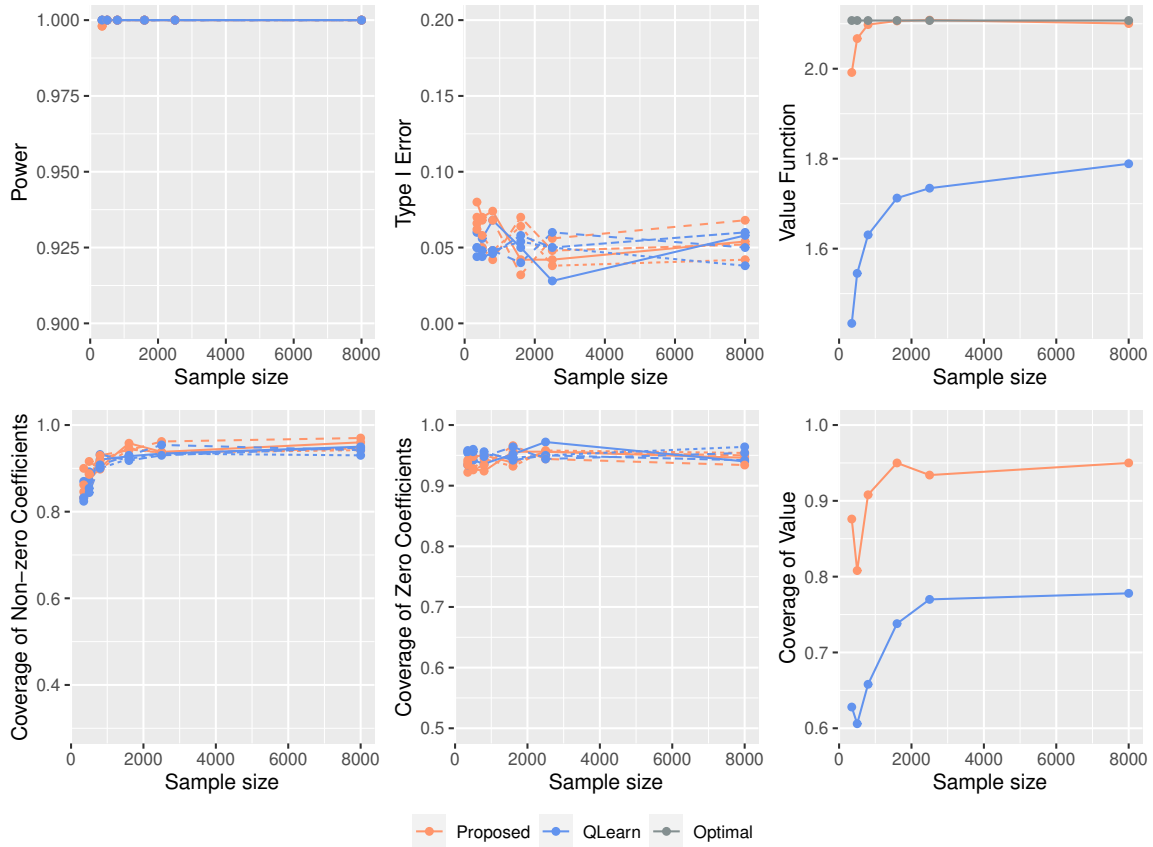 Power
1.000
0.975
0.950
0.925
0.900
0 2000 4000 6000 8000
Sample size
Type I Error
0.20
0.15
0.10
0.05
0.00
0 2000 4000 6000 8000
Sample size
Value Function
2.0
1.8
1.6
0 2000 4000 6000 8000
Sample size
Coverage of Non−zero Coefficients
1.0
0.8
0.6
0.4
0 2000 4000 6000 8000
Sample size
Coverage of Zero Coefficients
1.0
0.9
0.8
0.7
0.6
0.5
0 2000 4000 6000 8000
Sample size
Coverage of Value
1.0
0.9
0.8
0.7
0.6
0 2000 4000 6000 8000
Sample size
Proposed QLearn Optimal